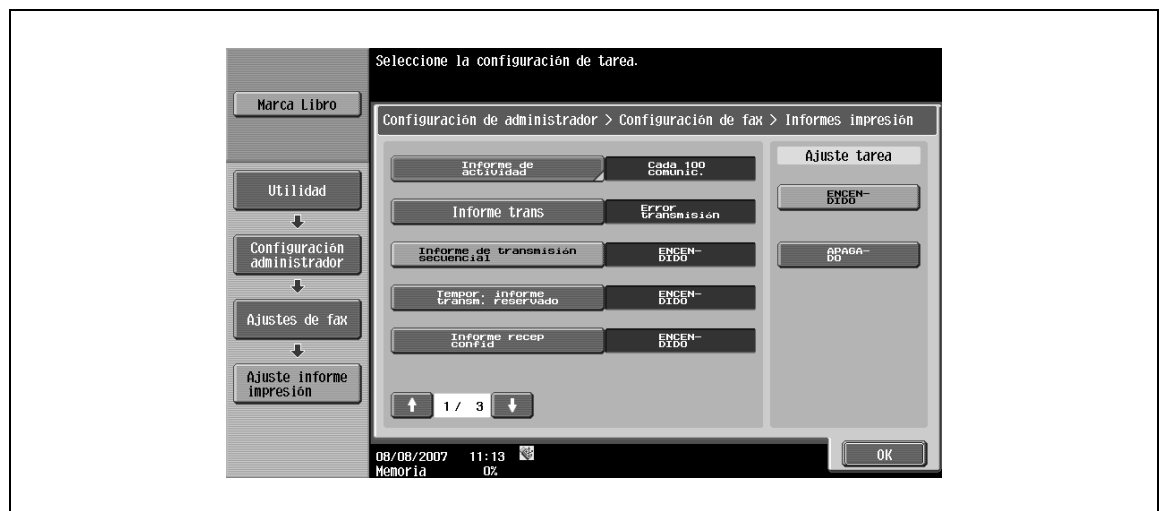 Seleccione la configuración de tarea.
Marca Libro
Configuración de administrador > Configuración de fax > Informes impresión
Utilidad
Configuración
administrador
Ajustes de fax
Ajuste informe
impresión
Informe de
actividad
Cada 100
comunic.
Informe trans
Error
transmisión
Informe de transmisión
secuencial
ENCEN-
DIDO
Tempor. informe
transm. reservado
ENCEN-
DIDO
Informe recep
confid
ENCEN-
DIDO
1/ 3
Ajuste tarea
ENCEN-
DIDO
APAGA-
DO
08/08/2007 11:13
Memoria 0%
OK